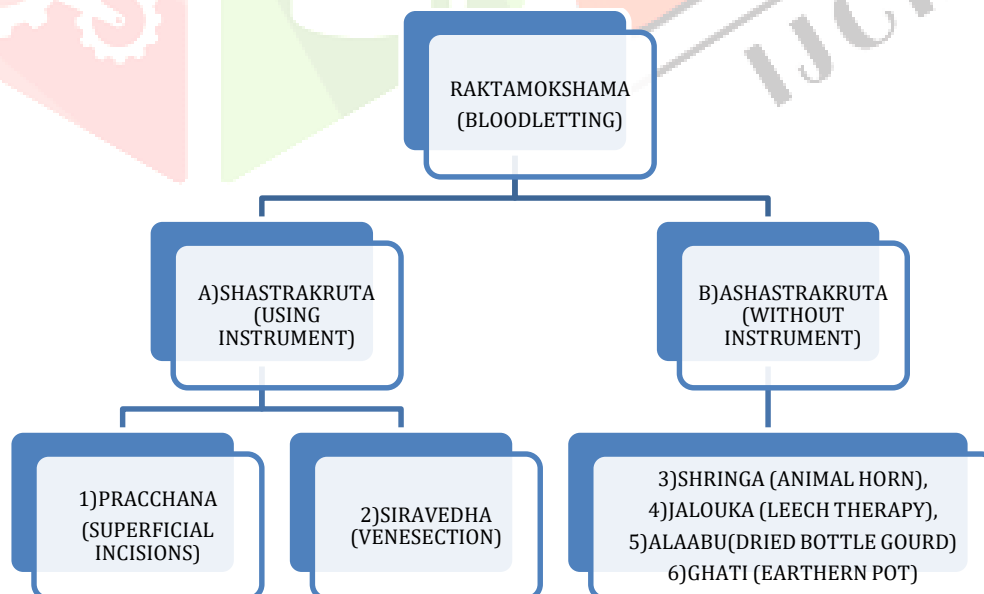 RAKTAMOKSHAMA
(BLOODLETTING)
A)SHASTRAKRUTA
(USING
INSTRUMENT)
B)ASHASTRAKRUTA
(WITHOUT
INSTRUMENT)
1)PRACCHANA
(SUPERFICIAL
INCISIONS)
2)SIRAVEDHA
(VENESECTION)
3)SHRINGA (ANIMAL HORN),
4)JALOUKA (LEECH THERAPY),
5)ALAABU(DRIED BOTTLE GOURD)
6)GHATI (EARTHERN POT)